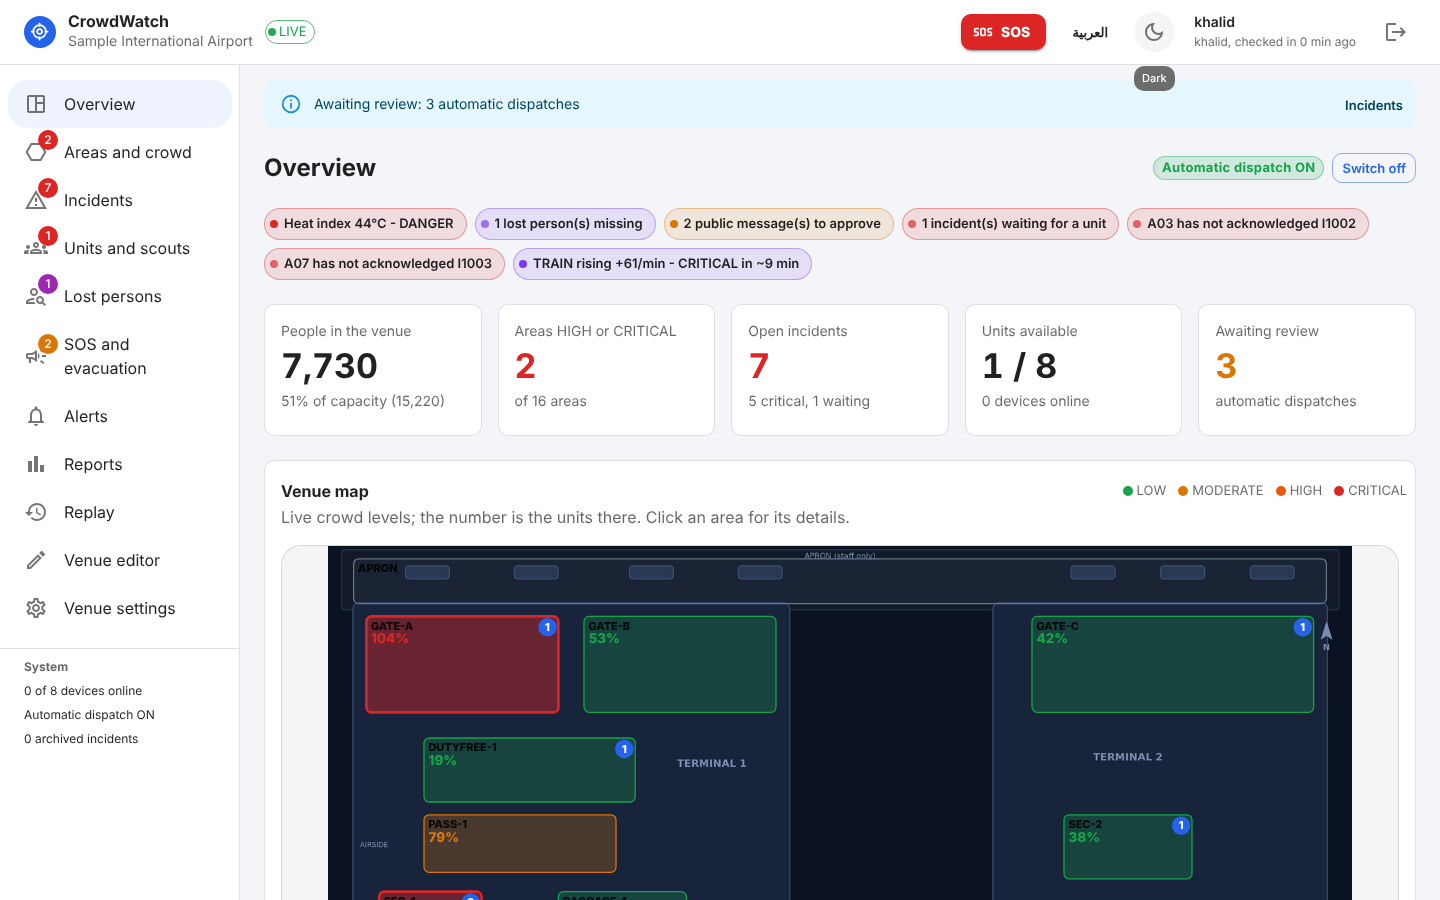 CrowdWatch
Sample International Airport
LIVE
SOS SOS
العربية
khalid
khalid, checked in 0 min ago
Dark
Overview
2
Areas and crowd
7
Incidents
1
Units and scouts
1
Lost persons
2
SOS and
evacuation
Alerts
Reports
Replay
Venue editor
Venue settings
System
0 of 8 devices online
Automatic dispatch ON
0 archived incidents
Awaiting review: 3 automatic dispatches
Incidents
Overview
Automatic dispatch ON
Switch off
Heat index 44°C - DANGER
1 lost person(s) missing
2 public message(s) to approve
1 incident(s) waiting for a unit
A03 has not acknowledged I1002
A07 has not acknowledged I1003
TRAIN rising +61/min - CRITICAL in ~9 min
People in the venue
7,730
51% of capacity (15,220)
Areas HIGH or CRITICAL
2
of 16 areas
Open incidents
7
5 critical, 1 waiting
Units available
1 / 8
0 devices online
Awaiting review
3
automatic dispatches
Venue map
LOW MODERATE HIGH CRITICAL
Live crowd levels; the number is the units there. Click an area for its details.
APRON (staff only)
APRON
GATE-A
104%
1
GATE-B
53%
GATE-C
42%
1
N
DUTYFREE-1
19%
1
TERMINAL 1
TERMINAL 2
PASS-1
79%
SEC-2
38%
1
AIRSIDE